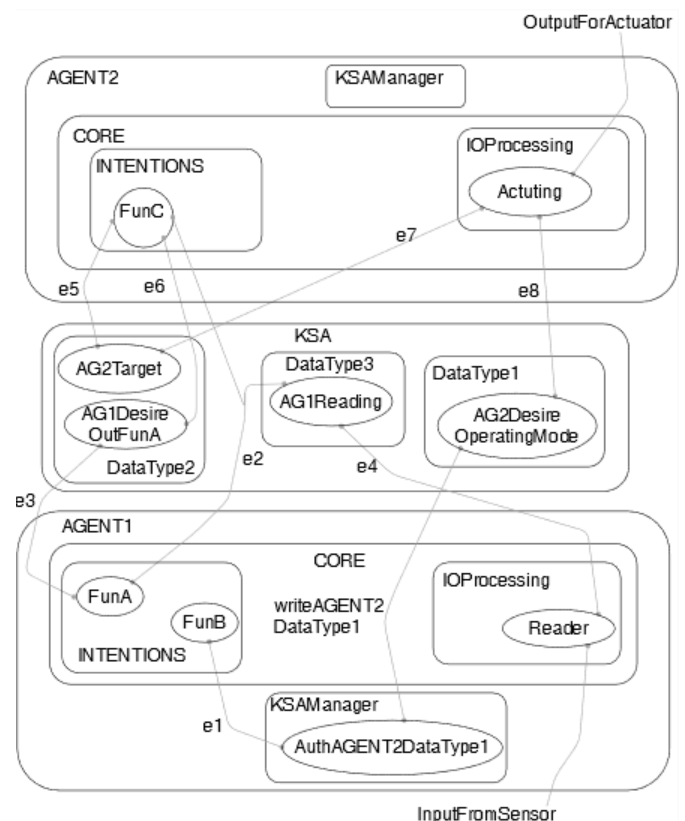 OutputForActuator
AGENT2
KSAManager
CORE
INTENTIONS
IOProcessing
FunC
Actuting
e7
e5
e6
e8
KSA
AG2Target
DataType3
DataType1
AG1Desire
OutFunA
AG1Reading
AG2Desire
OperatingMode
DataType2
e2
e4
e3
AGENT1
CORE
IOProcessing
FunA
writeAGENT2
DataType1
FunB
Reader
INTENTIONS
KSAManager
e1
AuthAGENT2DataType1
InputFromSensor